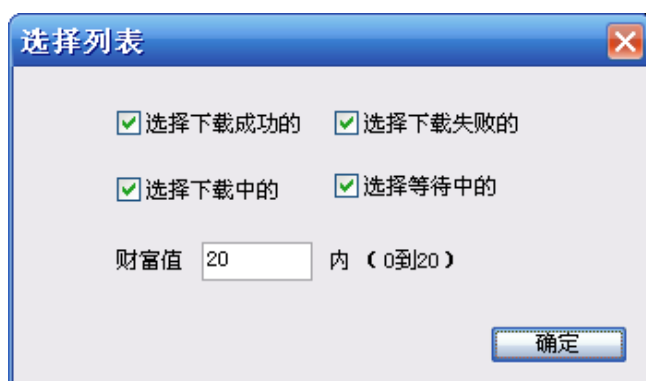 选择列表
选择下载成功的 选择下载失败的
选择下载中的 选择等待中的
财富值 20 内 （0到20）
确定